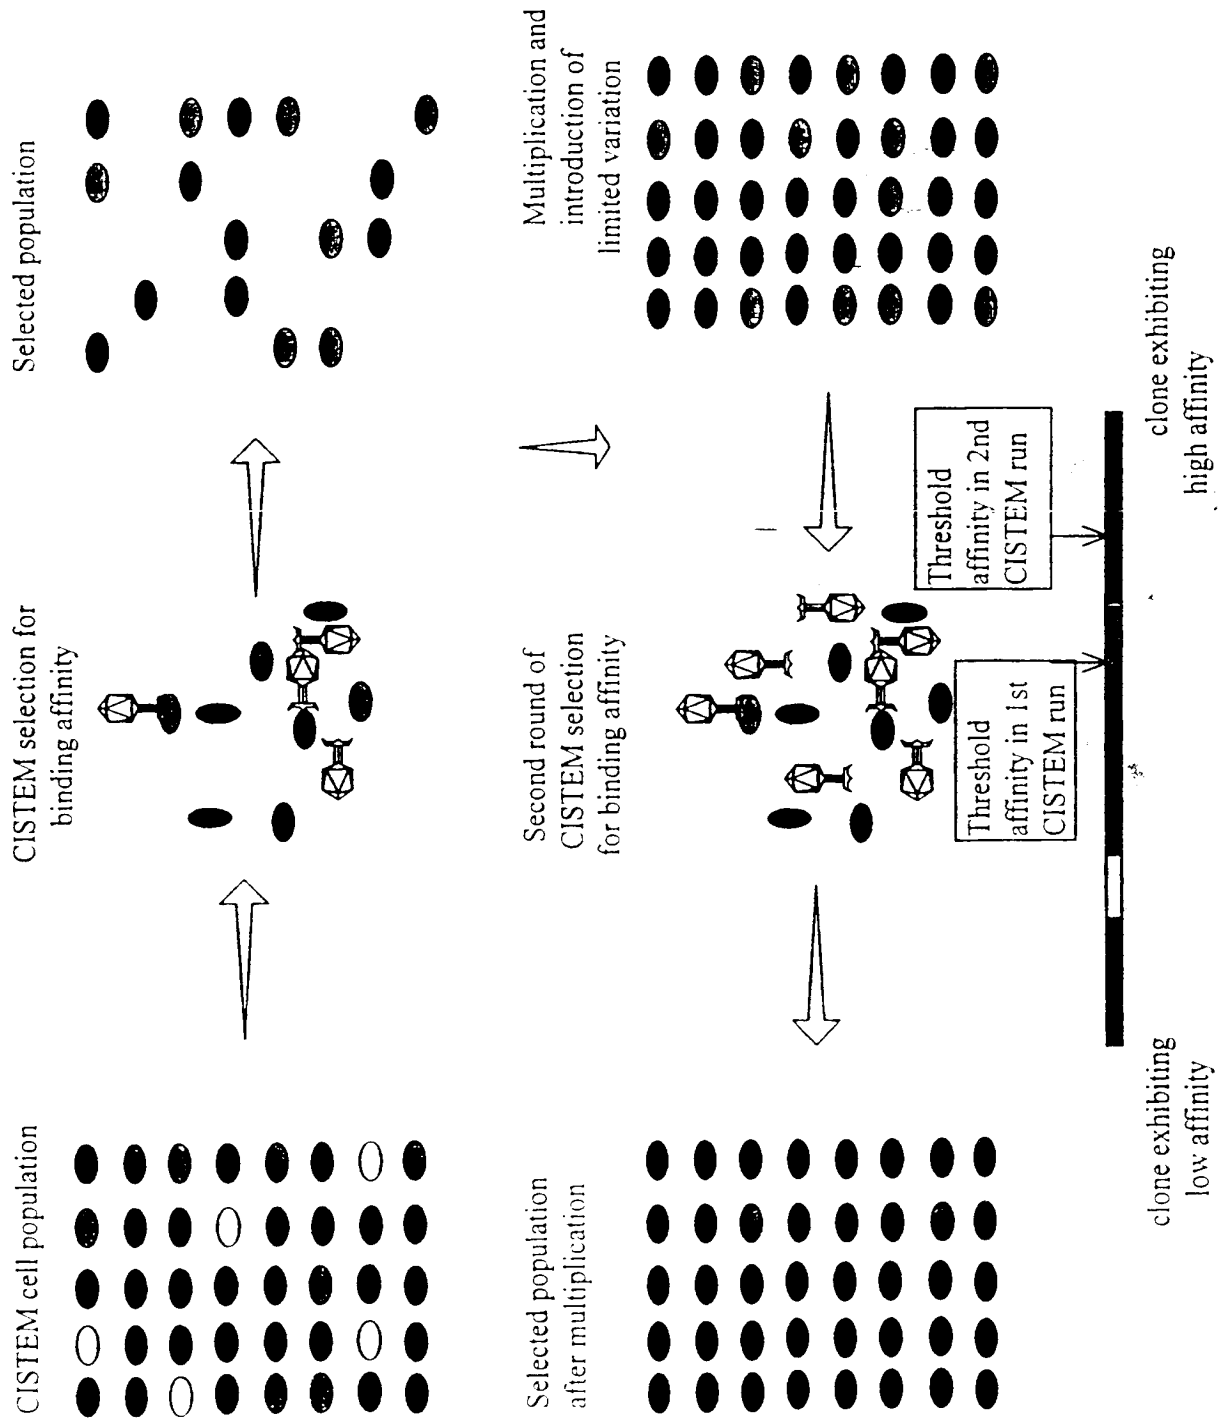 CISTEM cell population
CISTEM selection for
binding affinity
Selected population
Multiplication and
introduction of
limited variation
Second round of
CISTEM selection
for binding affinity
Selected population
after multiplication
Threshold
affinity in 1st
CISTEM run
Threshold
affinity in 2nd
CISTEM run
clone exhibiting
low affinity
clone exhibiting
high affinity